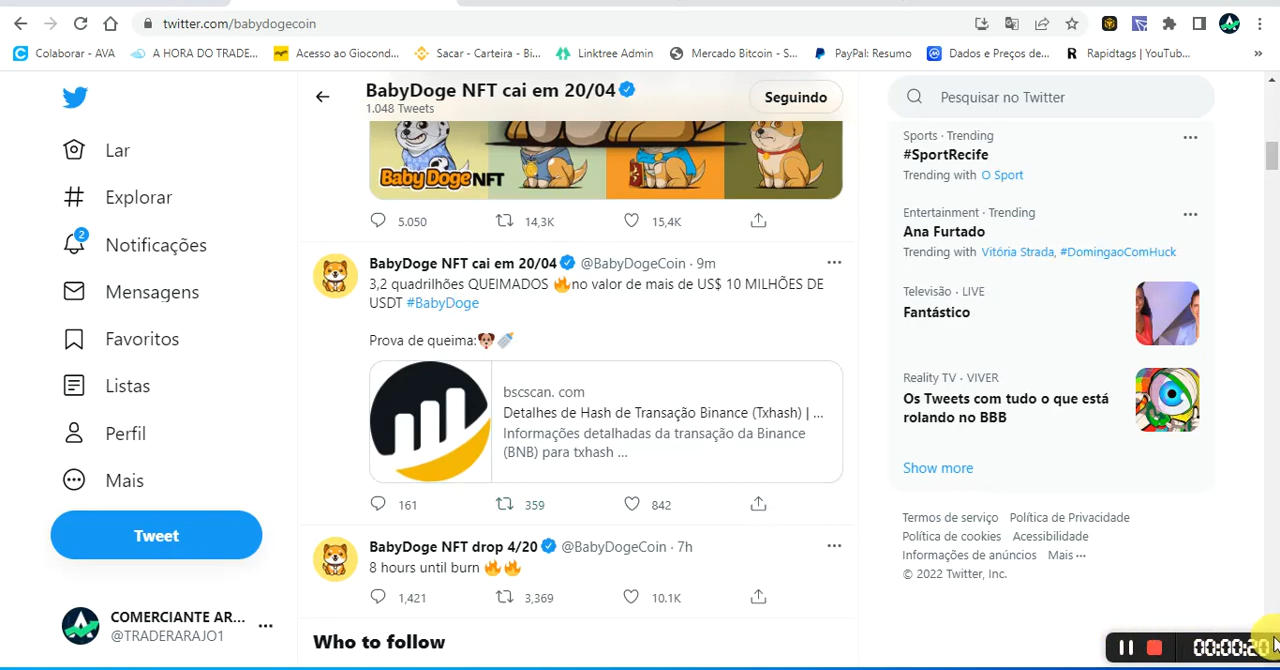 twitter.com/babydogecoin
Colaborar - AVA
A HORA DO TRADE...
Acesso ao Giocond...
Sacar - Carteira - Bi...
Linktree Admin
Mercado Bitcoin - S...
PayPal: Resumo
Dados e Preços de...
Rapidtags | YouTub...
»
Lar
Explorar
2
Notificações
Mensagens
Favoritos
Listas
Perfil
Mais
Tweet
COMERCIANTE AR...
@TRADERARAJO1
BabyDoge NFT cai em 20/04
1.048 Tweets
Seguindo
Baby Doge NFT
5.050 14,3K 15,4K
BabyDoge NFT cai em 20/04 @BabyDogeCoin · 9m
3,2 quadrilhões QUEIMADOS 🔥no valor de mais de US$ 10 MILHÕES DE
USDT #BabyDoge
Prova de queima:🐶🍼
bscscan. com
Detalhes de Hash de Transação Binance (Txhash) | ...
Informações detalhadas da transação da Binance
(BNB) para txhash ...
161 359 842
BabyDoge NFT drop 4/20 @BabyDogeCoin · 7h
8 hours until burn 🔥🔥
1,421 3,369 10.1K
Who to follow
Pesquisar no Twitter
Sports · Trending
#SportRecife
Trending with O Sport
Entertainment · Trending
Ana Furtado
Trending with Vitória Strada, #DomingaoComHuck
Televisão · LIVE
Fantástico
Reality TV · VIVER
Os Tweets com tudo o que está
rolando no BBB
Show more
Termos de serviço Política de Privacidade
Política de cookies Acessibilidade
Informações de anúncios Mais ···
© 2022 Twitter, Inc.
00:00:20